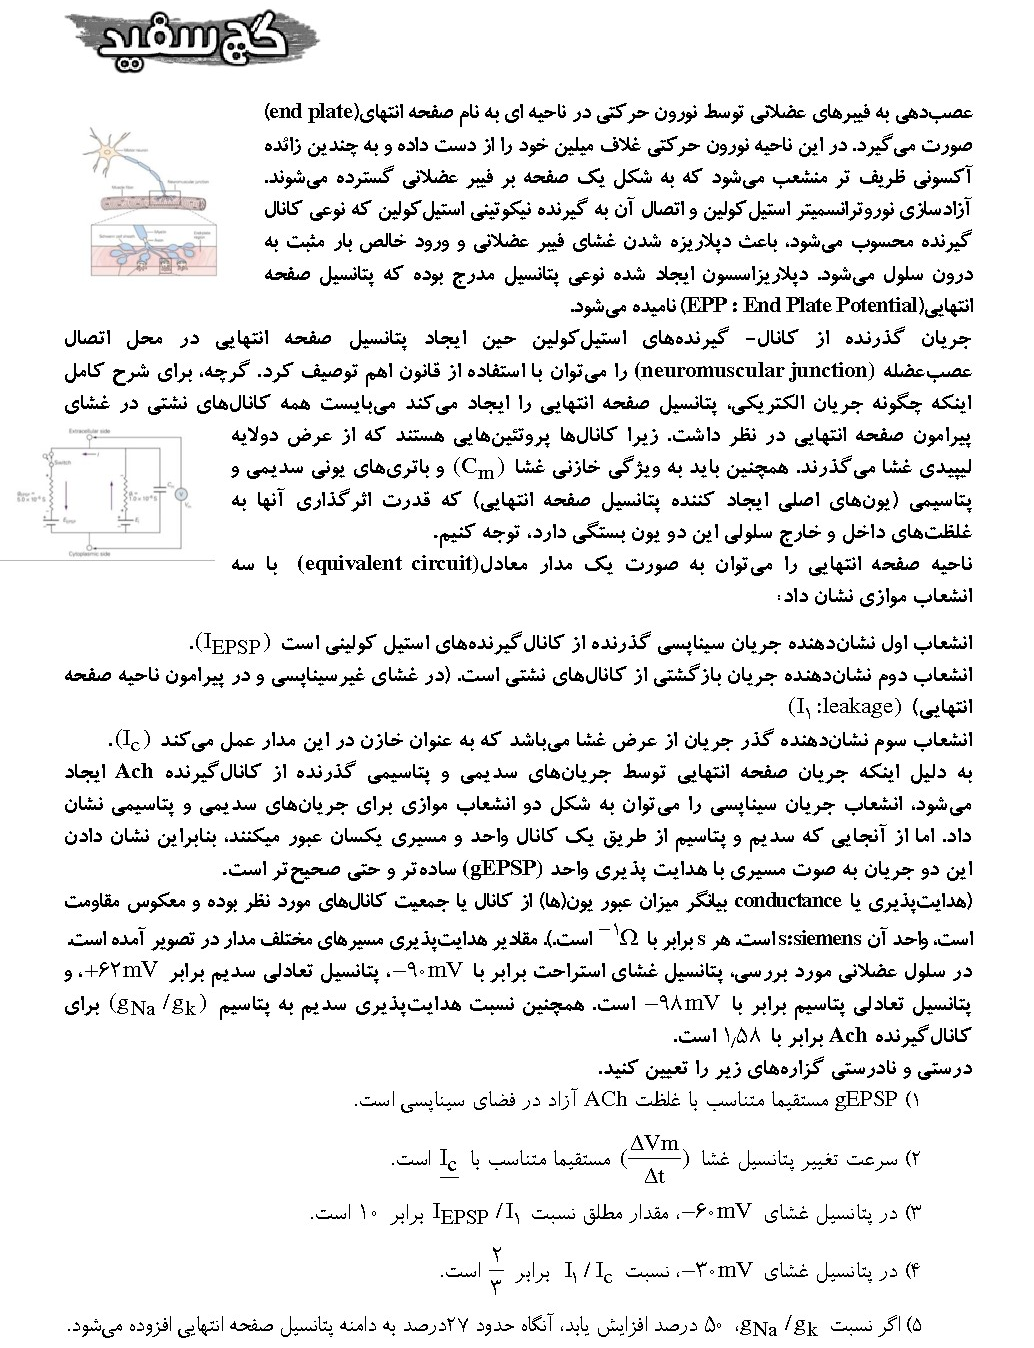 گچ سفید
عصب‌دهی به فیبرهای عضلانی توسط نورون حرکتی در ناحیه ای به نام صفحه انتهای(end plate)
صورت می‌گیرد. در این ناحیه نورون حرکتی غلاف میلین خود را از دست داده و به چندین زائده
آکسونی ظریف تر منشعب می‌شود که به شکل یک صفحه بر فیبر عضلانی گسترده می‌شوند.
آزادسازی نوروترانسمیتر استیل‌کولین و اتصال آن به گیرنده نیکوتینی استیل‌کولین که نوعی کانال
گیرنده محسوب می‌شود، باعث دپلاریزه شدن غشای فیبر عضلانی و ورود خالص بار مثبت به
درون سلول می‌شود. دپلاریزاسسون ایجاد شده نوعی پتانسیل مدرج بوده که پتانسیل صفحه
انتهایی(EPP : End Plate Potential) نامیده می‌شود.
جریان گذرنده از کانال- گیرنده‌های استیل‌کولین حین ایجاد پتانسیل صفحه انتهایی در محل اتصال
عصب‌عضله (neuromuscular junction) را می‌توان با استفاده از قانون اهم توصیف کرد. گرچه، برای شرح کامل
اینکه چگونه جریان الکتریکی، پتانسیل صفحه انتهایی را ایجاد می‌کند می‌بایست همه کانال‌های نشتی در غشای
پیرامون صفحه انتهایی در نظر داشت. زیرا کانال‌ها پروتئین‌هایی هستند که از عرض دولایه
لیپیدی غشا می‌گذرند. همچنین باید به ویژگی خازنی غشا (Cm) و باتری‌های یونی سدیمی و
پتاسیمی (یون‌های اصلی ایجاد کننده پتانسیل صفحه انتهایی) که قدرت اثرگذاری آنها به
غلظت‌های داخل و خارج سلولی این دو یون بستگی دارد، توجه کنیم.
Extracellular side
Switch
Cytoplasmic side
ناحیه صفحه انتهایی را می‌توان به صورت یک مدار معادل(equivalent circuit) با سه
انشعاب موازی نشان داد:
انشعاب اول نشان‌دهنده جریان سیناپسی گذرنده از کانال‌گیرنده‌های استیل کولینی است (IEPSP).
انشعاب دوم نشان‌دهنده جریان بازگشتی از کانال‌های نشتی است. (در غشای غیرسیناپسی و در پیرامون ناحیه صفحه
انتهایی) (I۱ :leakage)
انشعاب سوم نشان‌دهنده گذر جریان از عرض غشا می‌باشد که به عنوان خازن در این مدار عمل می‌کند (Ic).
به دلیل اینکه جریان صفحه انتهایی توسط جریان‌های سدیمی و پتاسیمی گذرنده از کانال‌گیرنده Ach ایجاد
می‌شود، انشعاب جریان سیناپسی را می‌توان به شکل دو انشعاب موازی برای جریان‌های سدیمی و پتاسیمی نشان
داد. اما از آنجایی که سدیم و پتاسیم از طریق یک کانال واحد و مسیری یکسان عبور میکنند، بنابراین نشان دادن
این دو جریان به صوت مسیری با هدایت پذیری واحد (gEPSP) ساده‌تر و حتی صحیح‌تر است.
(هدایت‌پذیری یا conductance بیانگر میزان عبور یون(ها) از کانال یا جمعیت کانال‌های مورد نظر بوده و معکوس مقاومت
است، واحد آن s:siemens است. هر s برابر با Ω⁻¹ است.). مقادیر هدایت‌پذیری مسیرهای مختلف مدار در تصویر آمده است.
در سلول عضلانی مورد بررسی، پتانسیل غشای استراحت برابر با −۹۰mV، پتانسیل تعادلی سدیم برابر +۶۲mV، و
پتانسیل تعادلی پتاسیم برابر با −۹۸mV است. همچنین نسبت هدایت‌پذیری سدیم به پتاسیم (gNa / gk) برای
کانال‌گیرنده Ach برابر با ۱٫۵۸ است.
درستی و نادرستی گزاره‌های زیر را تعیین کنید.
۱) gEPSP مستقیما متناسب با غلظت ACh آزاد در فضای سیناپسی است.
۲) سرعت تغییر پتانسیل غشا (ΔVm/Δt) مستقیما متناسب با Ic است.
۳) در پتانسیل غشای −۶۰mV، مقدار مطلق نسبت IEPSP / I۱ برابر ۱۰ است.
۴) در پتانسیل غشای −۳۰mV، نسبت I۱ / Ic برابر ۲/۳ است.
۵) اگر نسبت gNa / gk، ۵۰ درصد افزایش یابد، آنگاه حدود ۲۷درصد به دامنه پتانسیل صفحه انتهایی افزوده می‌شود.